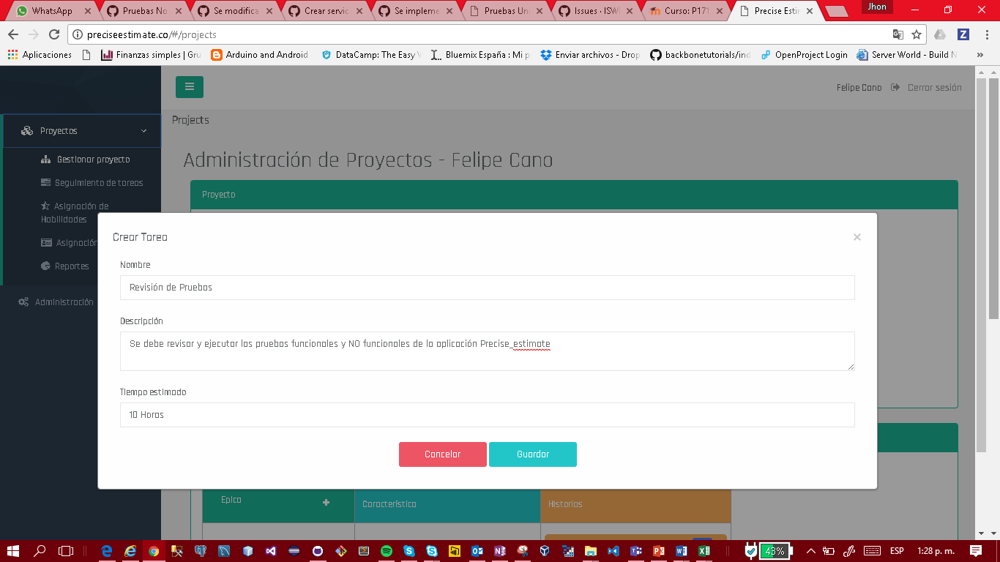 WhatsApp
Pruebas No
Se modifica
Crear servic
Se impleme
Pruebas Uni
Issues · ISW
Curso: P171
Precise Esti
Jhon
preciseestimate.co/#/projects
Aplicaciones
Finanzas simples | Gru
Arduino and Android
DataCamp: The Easy
Bluemix España : Mi p
Enviar archivos - Drop
backbonetutorials/ind
OpenProject Login
Server World - Build N
»
Felipe Cano
Cerrar sesión
Projects
Proyectos
Gestionar proyecto
Seguimiento de tareas
Asignación de
Habilidades
Asignación
Reportes
Administración
Administración de Proyectos - Felipe Cano
Proyecto
Crear Tarea
×
Nombre
Revisión de Pruebas
Descripción
Se debe revisar y ejecutar las pruebas funcionales y NO funcionales de la aplicación Precise_estimate
Tiempo estimado
10 Horas
Cancelar
Guardar
Epica
Característica
Historias
43%
ESP
1:28 p. m.